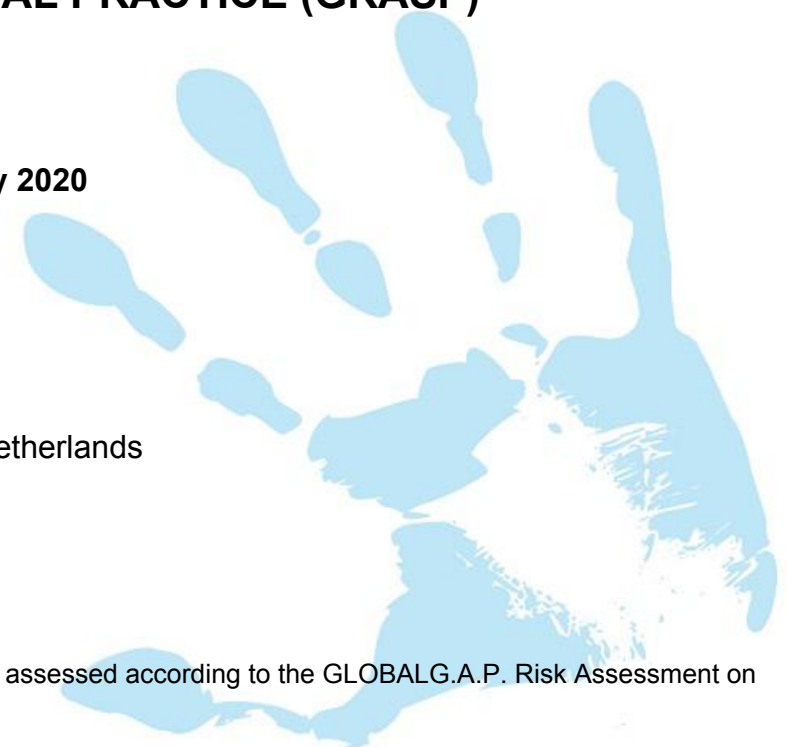 AL PRACTICE (GRASP)
y 2020
etherlands
assessed according to the GLOBALG.A.P. Risk Assessment on